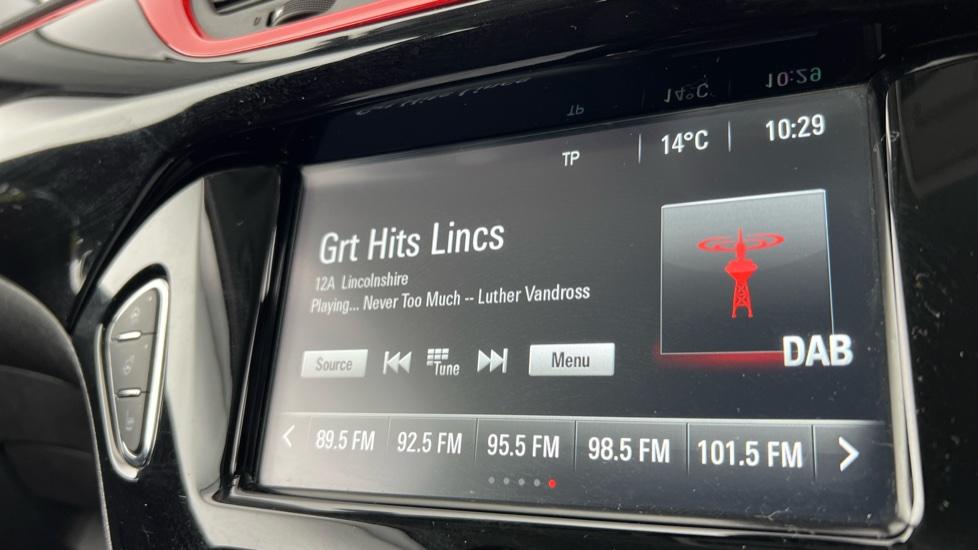 TP 14°C 10:29
Grt Hits Lincs
12A Lincolnshire
Playing... Never Too Much -- Luther Vandross
DAB
Source Tune Menu
89.5 FM 92.5 FM 95.5 FM 98.5 FM 101.5 FM